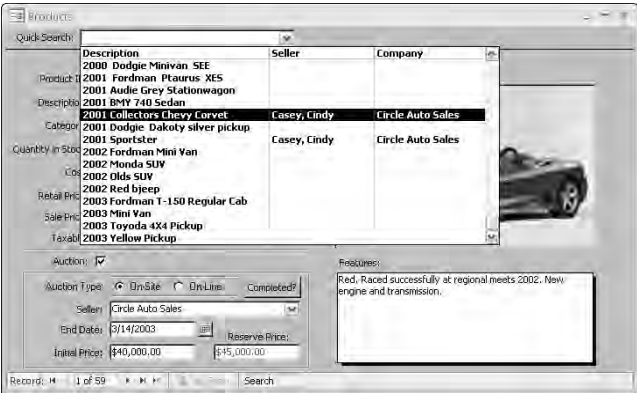 Products
Quick Search:
Description Seller Company
2000 Dodgie Minivan SEE
2001 Fordman Ptaurus XES
2001 Audie Grey Stationwagon
2001 BMY 740 Sedan
2001 Collectors Chevy Corvet Casey, Cindy Circle Auto Sales
2001 Dodgie Dakoty silver pickup
2001 Sportster Casey, Cindy Circle Auto Sales
2002 Fordman Mini Van
2002 Monda SUV
2002 Olds SUV
2002 Red bjeep
2003 Fordman T-150 Regular Cab
2003 Mini Van
2003 Toyoda 4X4 Pickup
2003 Yellow Pickup
Product I
Descriptio
Categor
Quantity in Stoc
Cos
Retail Pric
Sale Pric
Taxabl
Auction:
Auction Type: On-Site On-Line Completed?
Seller: Circle Auto Sales
End Date: 3/14/2003
Reserve Price:
Initial Price: $40,000.00 $45,000.00
Features:
Red. Raced successfully at regional meets 2002. New
engine and transmission.
Record: 1 of 59 Search